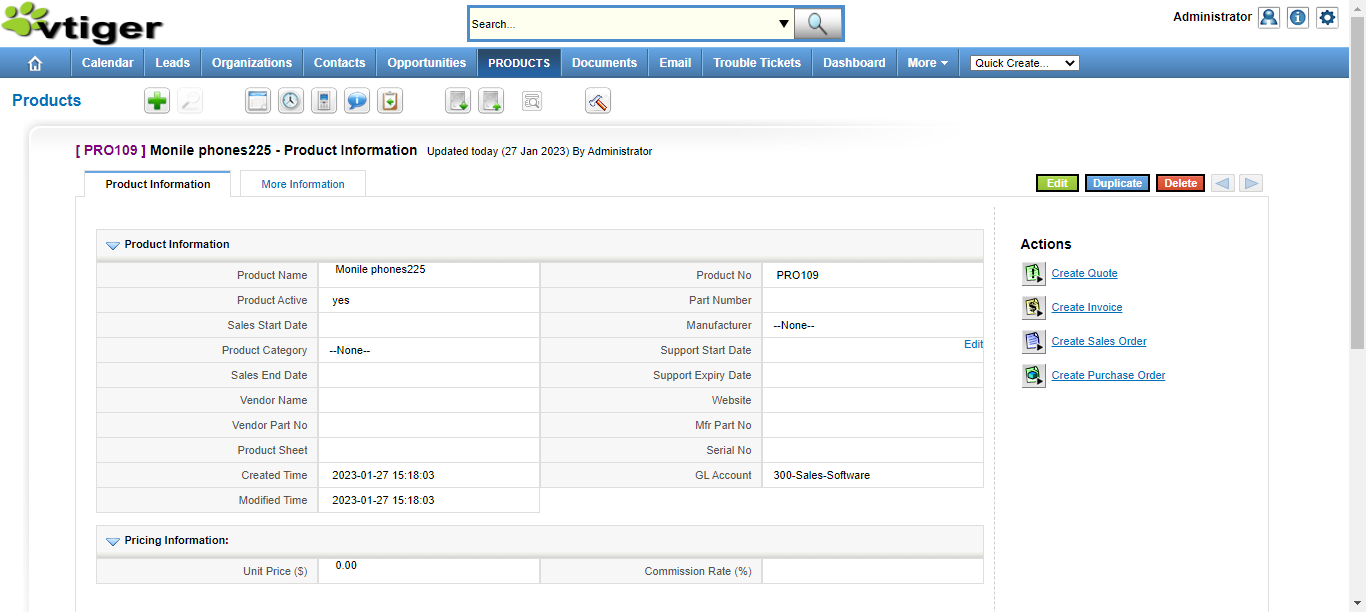 vtiger
Search...
Administrator
Calendar Leads Organizations Contacts Opportunities PRODUCTS Documents Email Trouble Tickets Dashboard More Quick Create...
Products
[ PRO109 ] Monile phones225 - Product Information Updated today (27 Jan 2023) By Administrator
Product Information More Information Edit Duplicate Delete
Product Information
Product Name Monile phones225 Product No PRO109
Product Active yes Part Number
Sales Start Date Manufacturer --None--
Product Category --None-- Support Start Date Edit
Sales End Date Support Expiry Date
Vendor Name Website
Vendor Part No Mfr Part No
Product Sheet Serial No
Created Time 2023-01-27 15:18:03 GL Account 300-Sales-Software
Modified Time 2023-01-27 15:18:03
Pricing Information:
Unit Price ($) 0.00 Commission Rate (%)
Actions
Create Quote
Create Invoice
Create Sales Order
Create Purchase Order